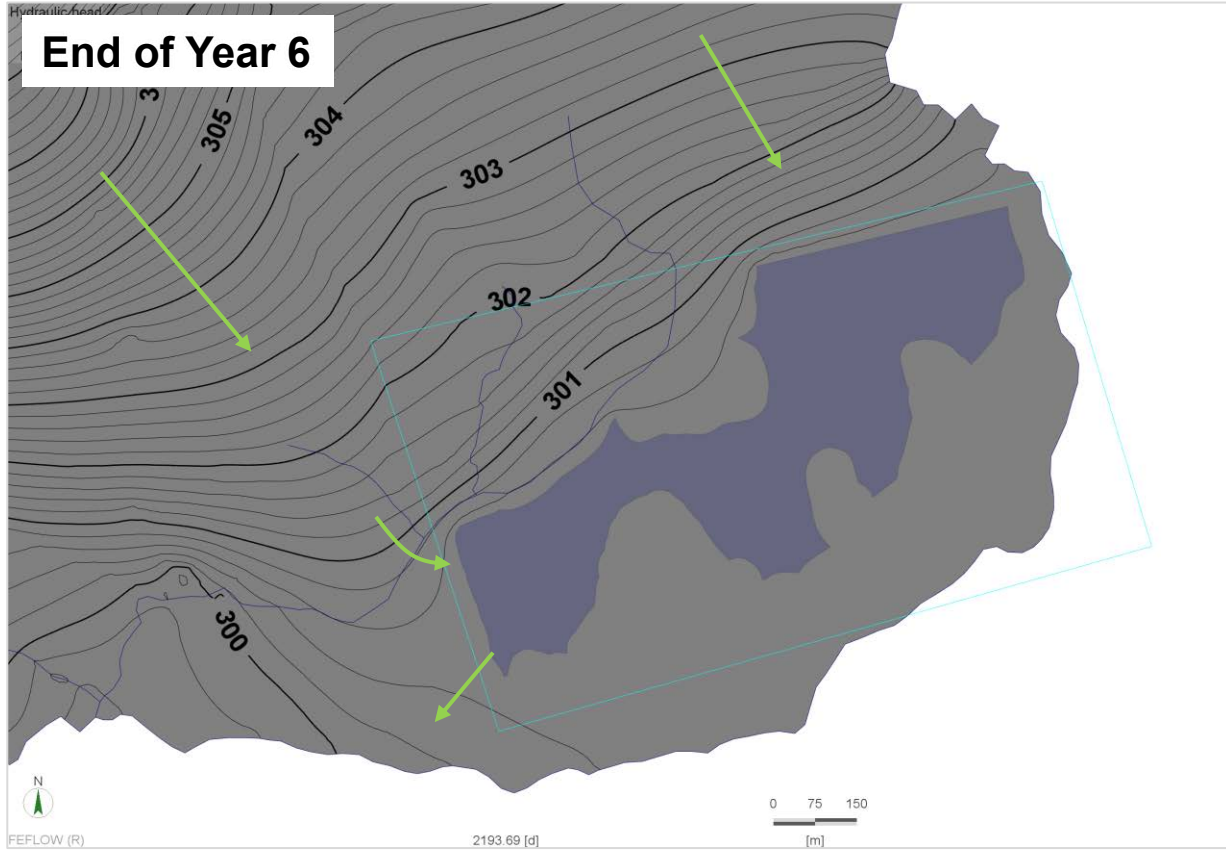 Hydraulic head
End of Year 6
305
304
303
302
301
300
N
0 75 150
FEFLOW (R)
2193.69 [d]
[m]